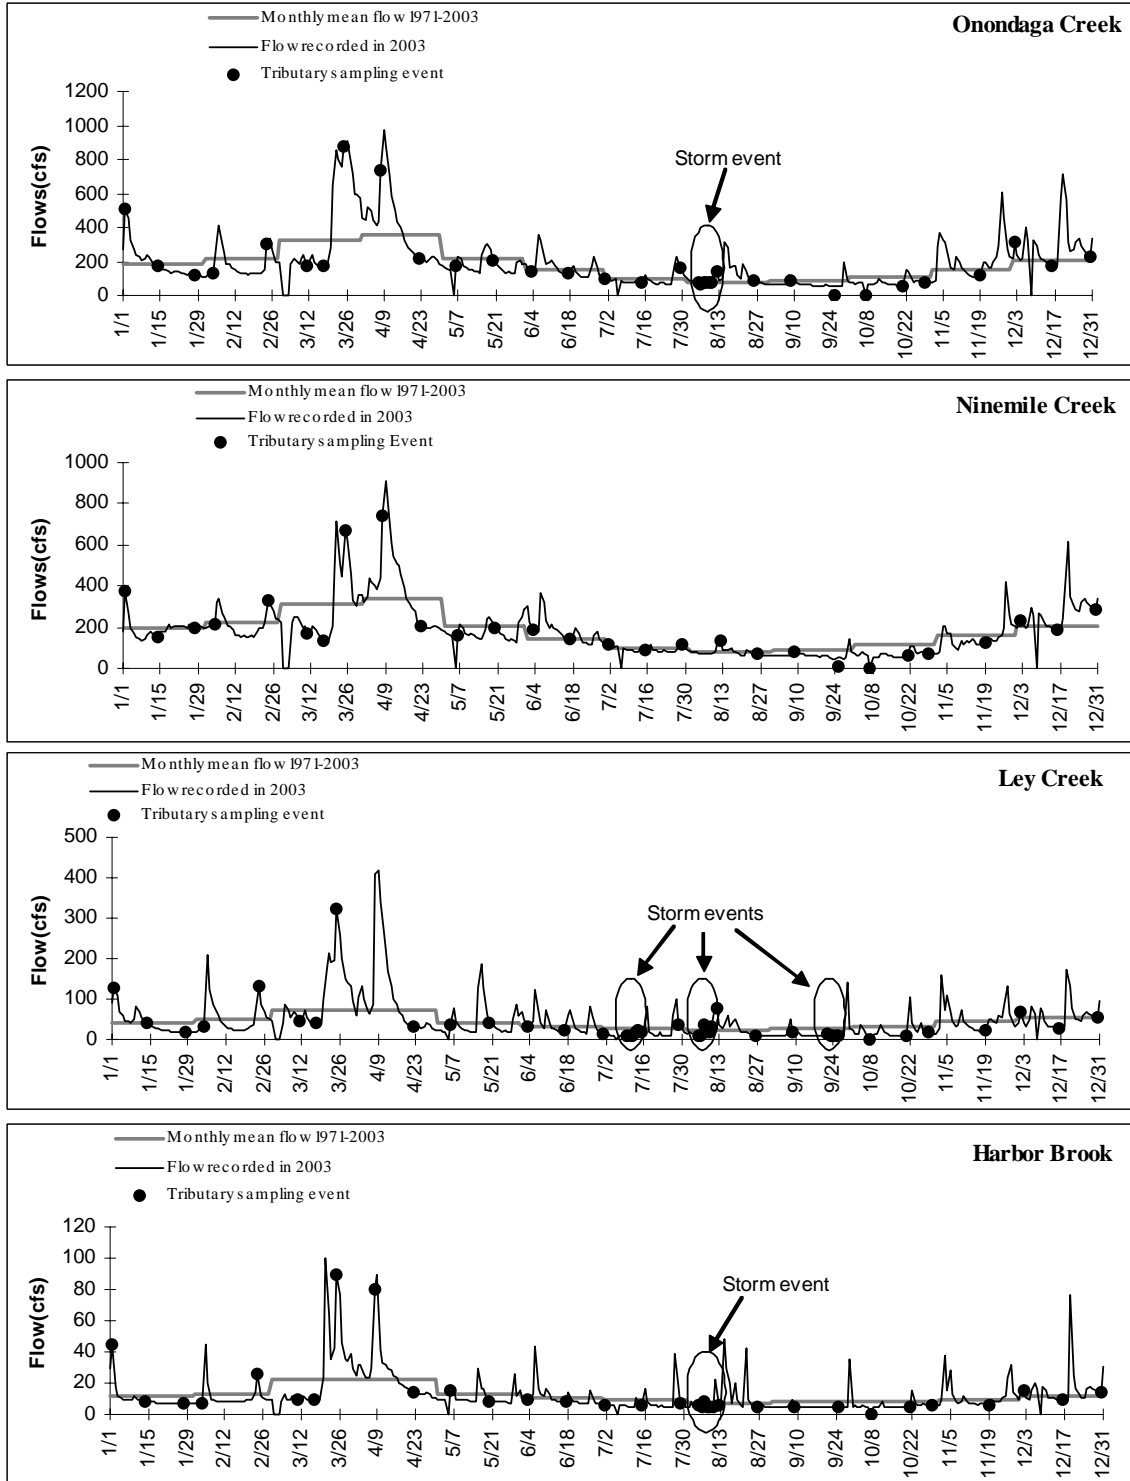 Monthly mean flow 1971-2003
Onondaga Creek
Flow recorded in 2003
Tributary sampling event
1200
1000
800
600
400
200
0
Flows(cfs)
Storm event
1/1 1/15 1/29 2/12 2/26 3/12 3/26 4/9 4/23 5/7 5/21 6/4 6/18 7/2 7/16 7/30 8/13 8/27 9/10 9/24 10/8 10/22 11/5 11/19 12/3 12/17 12/31
Monthly mean flow 1971-2003
Ninemile Creek
Flow recorded in 2003
Tributary sampling Event
1000
800
600
400
200
0
Flows(cfs)
1/1 1/15 1/29 2/12 2/26 3/12 3/26 4/9 4/23 5/7 5/21 6/4 6/18 7/2 7/16 7/30 8/13 8/27 9/10 9/24 10/8 10/22 11/5 11/19 12/3 12/17 12/31
Monthly mean flow 1971-2003
Ley Creek
Flow recorded in 2003
Tributary sampling event
500
400
300
200
100
0
Flow(cfs)
Storm events
1/1 1/15 1/29 2/12 2/26 3/12 3/26 4/9 4/23 5/7 5/21 6/4 6/18 7/2 7/16 7/30 8/13 8/27 9/10 9/24 10/8 10/22 11/5 11/19 12/3 12/17 12/31
Monthly mean flow 1971-2003
Harbor Brook
Flow recorded in 2003
Tributary sampling event
120
100
80
60
40
20
0
Flow(cfs)
Storm event
1/1 1/15 1/29 2/12 2/26 3/12 3/26 4/9 4/23 5/7 5/21 6/4 6/18 7/2 7/16 7/30 8/13 8/27 9/10 9/24 10/8 10/22 11/5 11/19 12/3 12/17 12/31